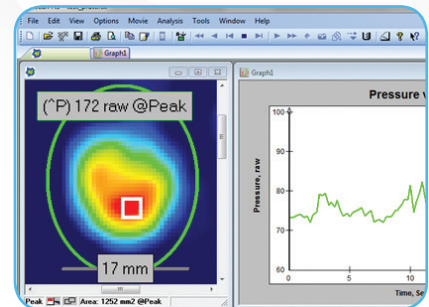 File Edit View Options Movie Analysis Tools Window Help
Graph1
Graph1
(^P) 172 raw @Peak
17 mm
Peak Area: 1252 mm2 @Peak
Pressure v
Pressure, raw
100
90
80
70
60
0 5 10
Time, Se